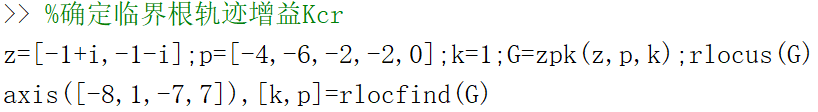 >> %确定临界根轨迹增益Kcr
z=[-1+i,-1-i];p=[-4,-6,-2,-2,0];k=1;G=zpk(z,p,k);rlocus(G)
axis([-8,1,-7,7]),[k,p]=rlocfind(G)